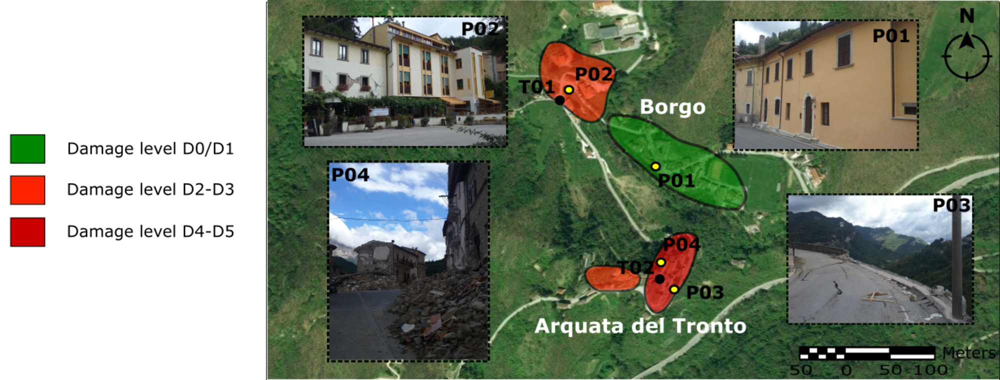 Damage level D0/D1
Damage level D2-D3
Damage level D4-D5
P02
P01
N
P02
T01
Borgo
P04
P01
P03
P04
T02
P03
Arquata del Tronto
Meters
50 0 50 100